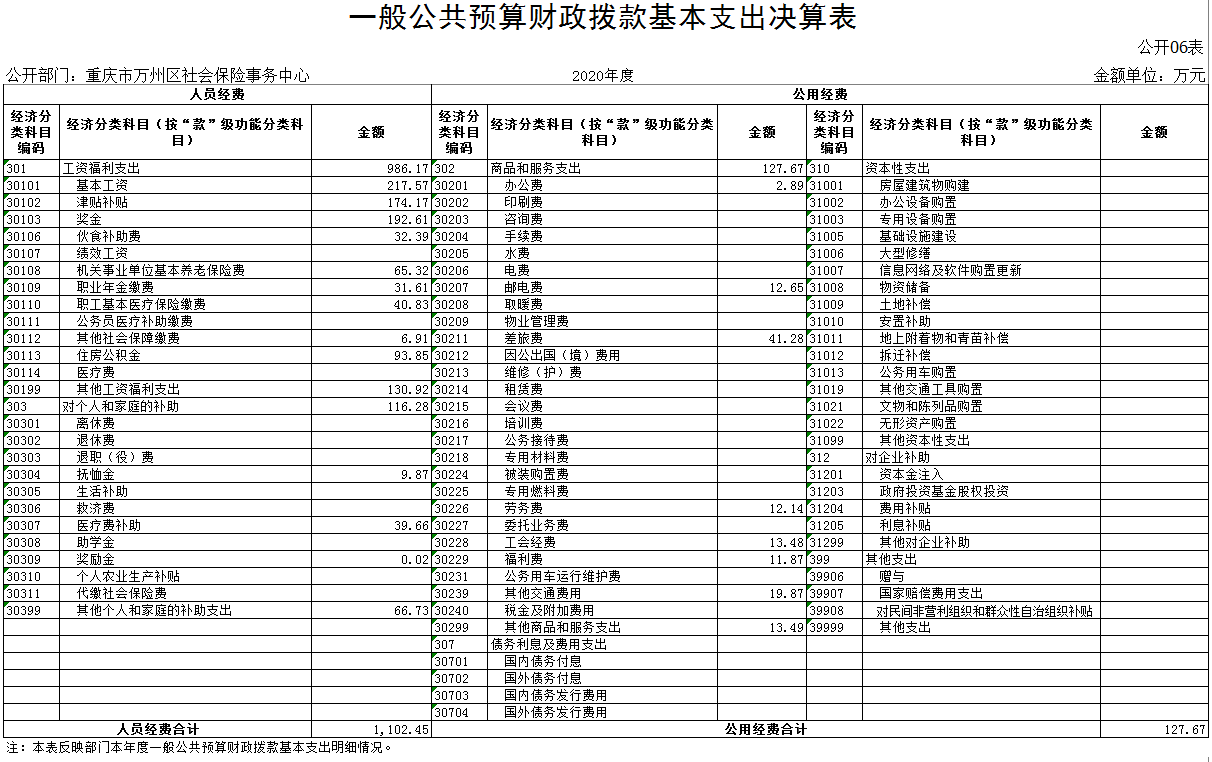 一般公共预算财政拨款基本支出决算表
公开06表
公开部门：重庆市万州区社会保险事务中心 2020年度 金额单位：万元
人员经费 公用经费
经济分类科目编码 经济分类科目（按“款”级功能分类科目） 金额 经济分类科目编码 经济分类科目（按“款”级功能分类科目） 金额 经济分类科目编码 经济分类科目（按“款”级功能分类科目） 金额
301 工资福利支出 986.17 302 商品和服务支出 127.67 310 资本性支出
30101 基本工资 217.57 30201 办公费 2.89 31001 房屋建筑物购建
30102 津贴补贴 174.17 30202 印刷费 31002 办公设备购置
30103 奖金 192.61 30203 咨询费 31003 专用设备购置
30106 伙食补助费 32.39 30204 手续费 31005 基础设施建设
30107 绩效工资 30205 水费 31006 大型修缮
30108 机关事业单位基本养老保险费 65.32 30206 电费 31007 信息网络及软件购置更新
30109 职业年金缴费 31.61 30207 邮电费 12.65 31008 物资储备
30110 职工基本医疗保险缴费 40.83 30208 取暖费 31009 土地补偿
30111 公务员医疗补助缴费 30209 物业管理费 31010 安置补助
30112 其他社会保障缴费 6.91 30211 差旅费 41.28 31011 地上附着物和青苗补偿
30113 住房公积金 93.85 30212 因公出国（境）费用 31012 拆迁补偿
30114 医疗费 30213 维修（护）费 31013 公务用车购置
30199 其他工资福利支出 130.92 30214 租赁费 31019 其他交通工具购置
303 对个人和家庭的补助 116.28 30215 会议费 31021 文物和陈列品购置
30301 离休费 30216 培训费 31022 无形资产购置
30302 退休费 30217 公务接待费 31099 其他资本性支出
30303 退职（役）费 30218 专用材料费 312 对企业补助
30304 抚恤金 9.87 30224 被装购置费 31201 资本金注入
30305 生活补助 30225 专用燃料费 31203 政府投资基金股权投资
30306 救济费 30226 劳务费 12.14 31204 费用补贴
30307 医疗费补助 39.66 30227 委托业务费 31205 利息补贴
30308 助学金 30228 工会经费 13.48 31299 其他对企业补助
30309 奖励金 0.02 30229 福利费 11.87 399 其他支出
30310 个人农业生产补贴 30231 公务用车运行维护费 39906 赠与
30311 代缴社会保险费 30239 其他交通费用 19.87 39907 国家赔偿费用支出
30399 其他个人和家庭的补助支出 66.73 30240 税金及附加费用 39908 对民间非营利组织和群众性自治组织补贴
30299 其他商品和服务支出 13.49 39999 其他支出
307 债务利息及费用支出
30701 国内债务付息
30702 国外债务付息
30703 国内债务发行费用
30704 国外债务发行费用
人员经费合计 1,102.45 公用经费合计 127.67
注：本表反映部门本年度一般公共预算财政拨款基本支出明细情况。